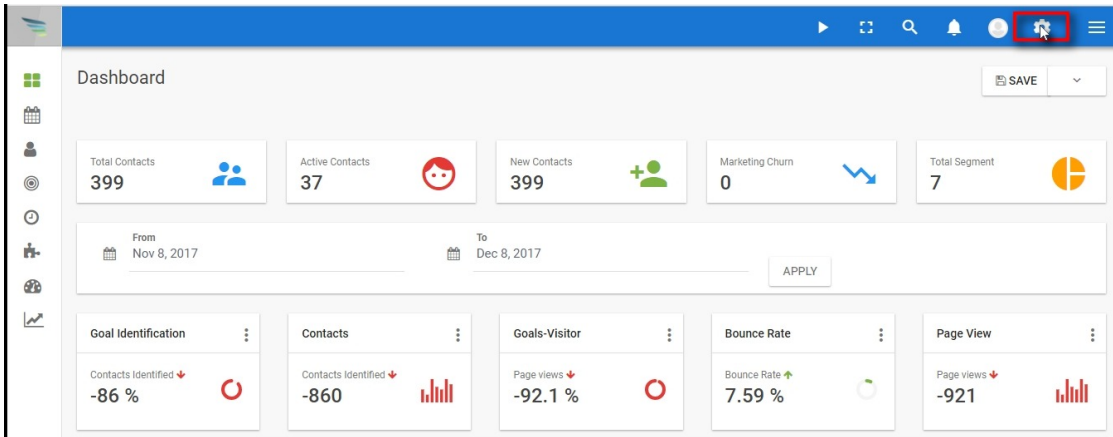 Dashboard
SAVE
Total Contacts
399
Active Contacts
37
New Contacts
399
Marketing Churn
0
Total Segment
7
From
Nov 8, 2017
To
Dec 8, 2017
APPLY
Goal Identification
Contacts Identified
-86 %
Contacts
Contacts Identified
-860
Goals-Visitor
Page views
-92.1 %
Bounce Rate
Bounce Rate
7.59 %
Page View
Page views
-921